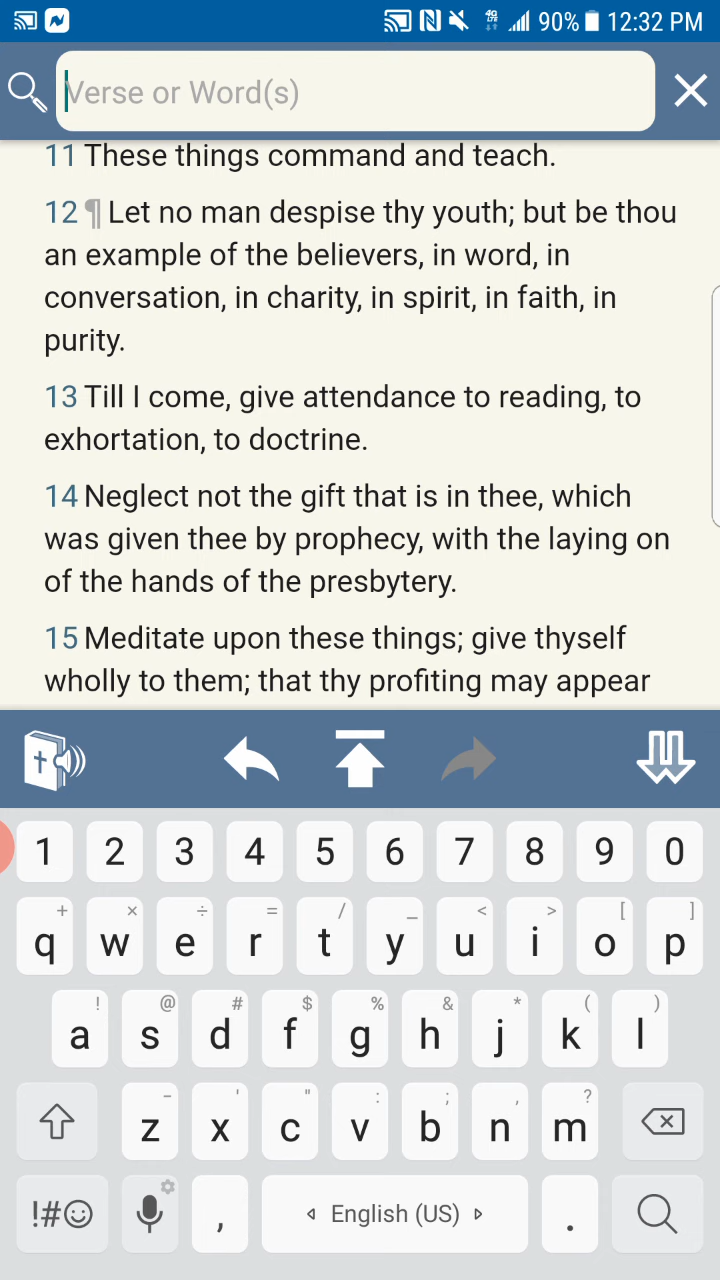 4G LTE 90% 12:32 PM
Verse or Word(s)
11 These things command and teach.
12 ¶ Let no man despise thy youth; but be thou
an example of the believers, in word, in
conversation, in charity, in spirit, in faith, in
purity.
13 Till I come, give attendance to reading, to
exhortation, to doctrine.
14 Neglect not the gift that is in thee, which
was given thee by prophecy, with the laying on
of the hands of the presbytery.
15 Meditate upon these things; give thyself
wholly to them; that thy profiting may appear
1 2 3 4 5 6 7 8 9 0
+ × ÷ = / _ < > [ ]
q w e r t y u i o p
! @ # $ % & * ( )
a s d f g h j k l
- ' " : ; , ?
z x c v b n m
!#☺ , English (US) .